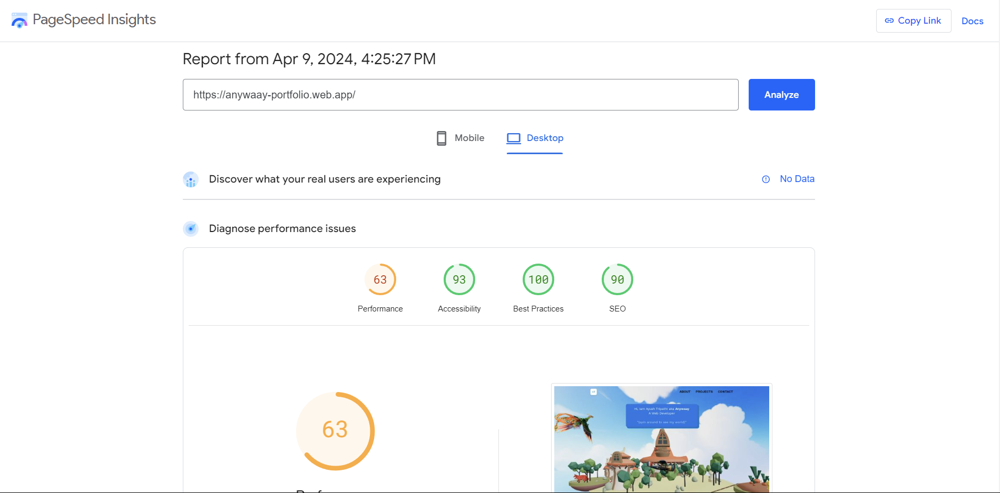 PageSpeed Insights
Copy Link
Docs
Report from Apr 9, 2024, 4:25:27 PM
https://anywaay-portfolio.web.app/
Analyze
Mobile
Desktop
Discover what your real users are experiencing
No Data
Diagnose performance issues
63
93
100
90
Performance
Accessibility
Best Practices
SEO
63
ABOUT PROJECTS CONTACT
Hi, Iam Ayush Tripathi aka Anywaay
A Web Developer
around to see my world)"